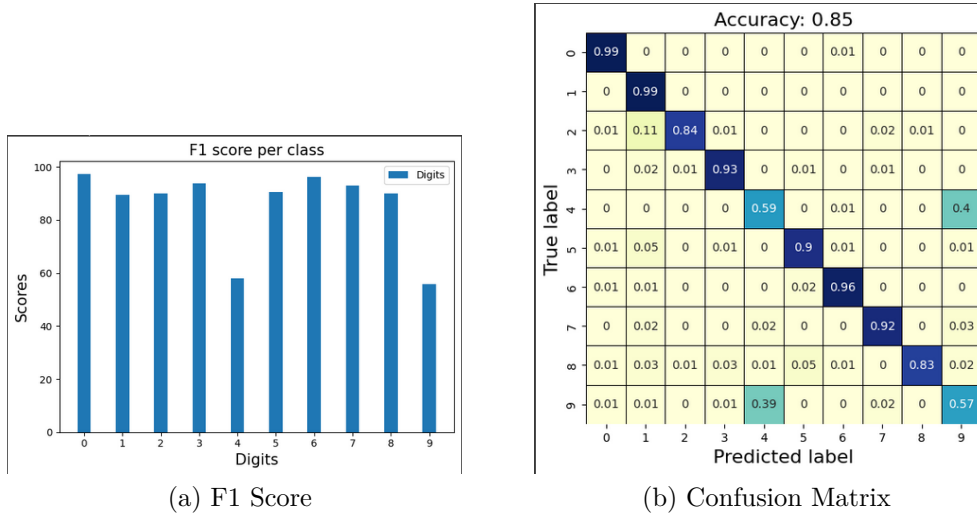 F1 score per class
Digits
Scores
100
80
60
40
20
0
0 1 2 3 4 5 6 7 8 9
Digits
(a) F1 Score
Accuracy: 0.85
True label
0 0.99 0 0 0 0 0 0.01 0 0 0
1 0 0.99 0 0 0 0 0 0 0 0
2 0.01 0.11 0.84 0.01 0 0 0 0.02 0.01 0
3 0 0.02 0.01 0.93 0 0.01 0 0.01 0 0
4 0 0 0 0 0.59 0 0.01 0 0 0.4
5 0.01 0.05 0 0.01 0 0.9 0.01 0 0 0.01
6 0.01 0.01 0 0 0 0.02 0.96 0 0 0
7 0 0.02 0 0 0.02 0 0 0.92 0 0.03
8 0.01 0.03 0.01 0.03 0.01 0.05 0.01 0 0.83 0.02
9 0.01 0.01 0 0.01 0.39 0 0 0.02 0 0.57
0 1 2 3 4 5 6 7 8 9
Predicted label
(b) Confusion Matrix